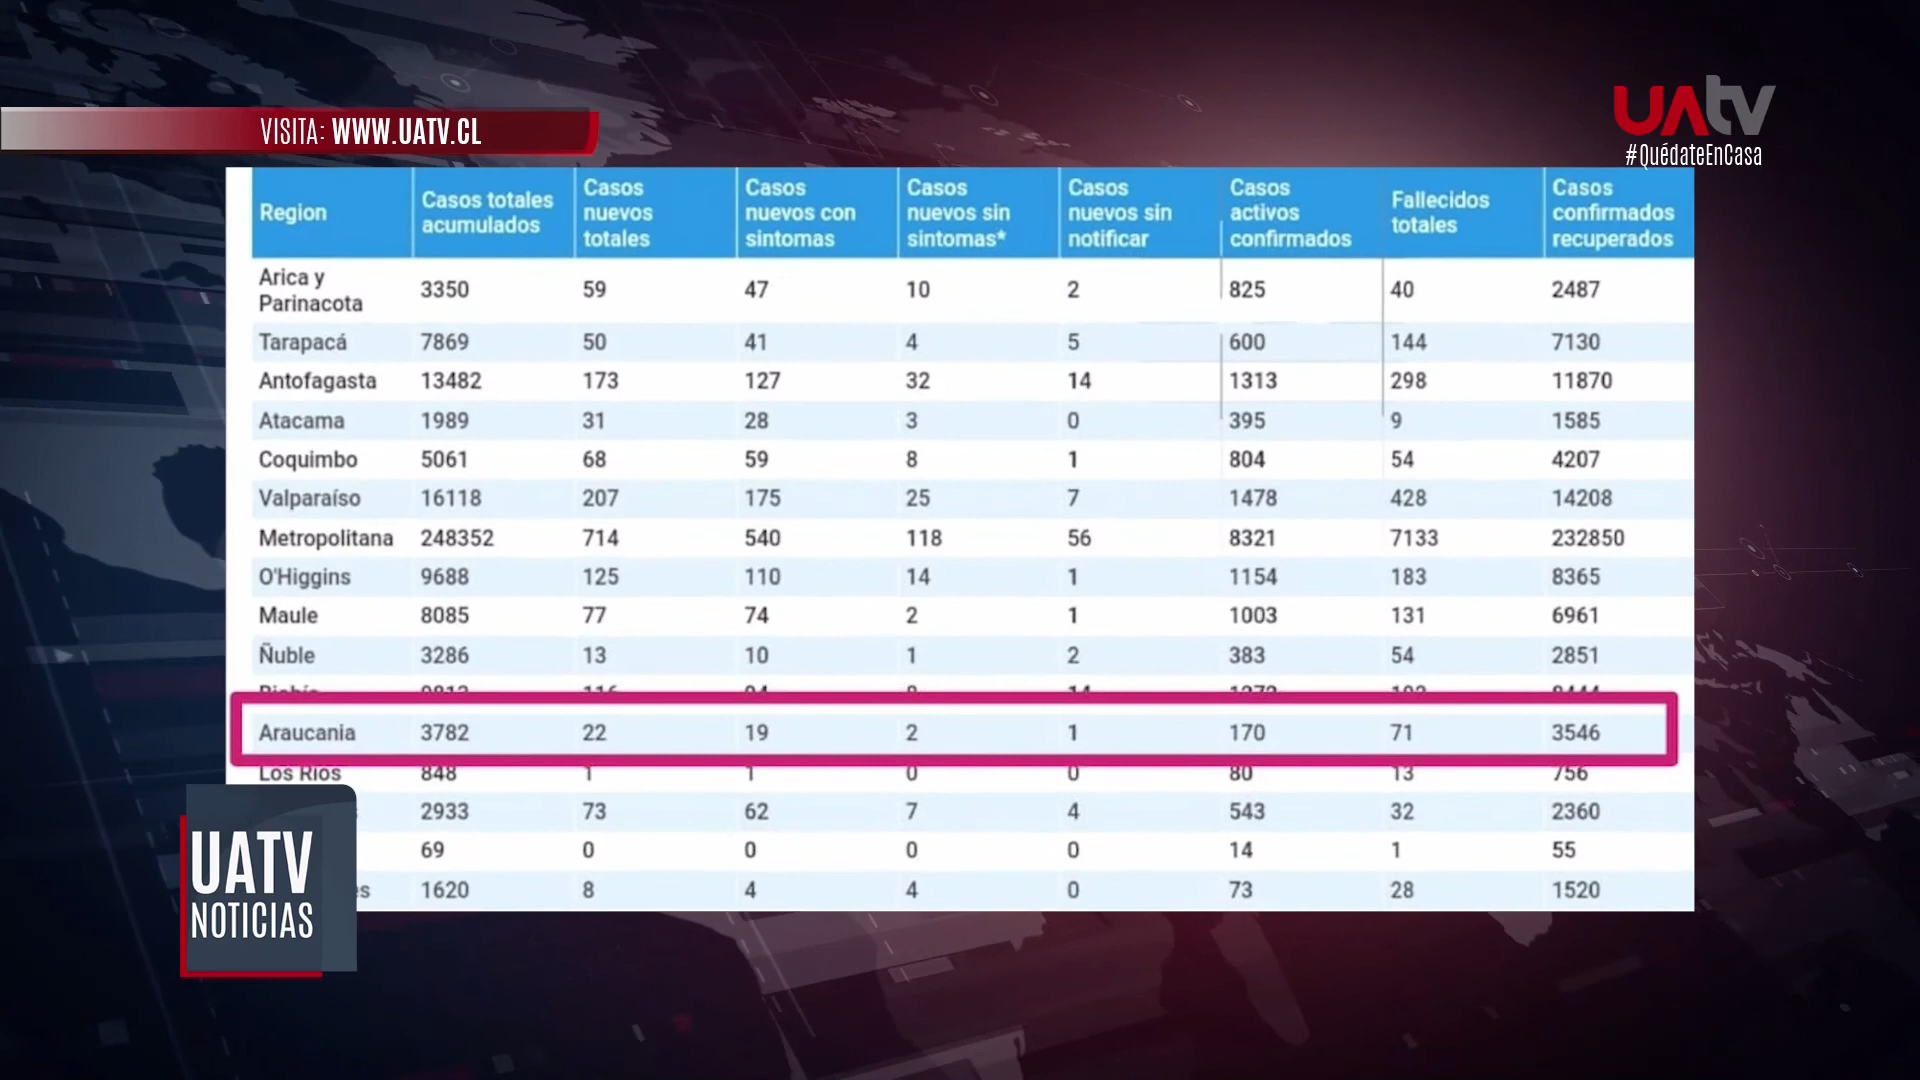 VISITA: WWW.UATV.CL
UATV
#QuédateEnCasa
Region Casos totales acumulados Casos nuevos totales Casos nuevos con sintomas Casos nuevos sin sintomas* Casos nuevos sin notificar Casos activos confirmados Fallecidos totales Casos confirmados recuperados
Arica y Parinacota 3350 59 47 10 2 825 40 2487
Tarapacá 7869 50 41 4 5 600 144 7130
Antofagasta 13482 173 127 32 14 1313 298 11870
Atacama 1989 31 28 3 0 395 9 1585
Coquimbo 5061 68 59 8 1 804 54 4207
Valparaíso 16118 207 175 25 7 1478 428 14208
Metropolitana 248352 714 540 118 56 8321 7133 232850
O'Higgins 9688 125 110 14 1 1154 183 8365
Maule 8085 77 74 2 1 1003 131 6961
Ñuble 3286 13 10 1 2 383 54 2851
Araucania 3782 22 19 2 1 170 71 3546
Los Rios 848 1 1 0 0 80 13 756
2933 73 62 7 4 543 32 2360
69 0 0 0 0 14 1 55
1620 8 4 4 0 73 28 1520
UATV
NOTICIAS